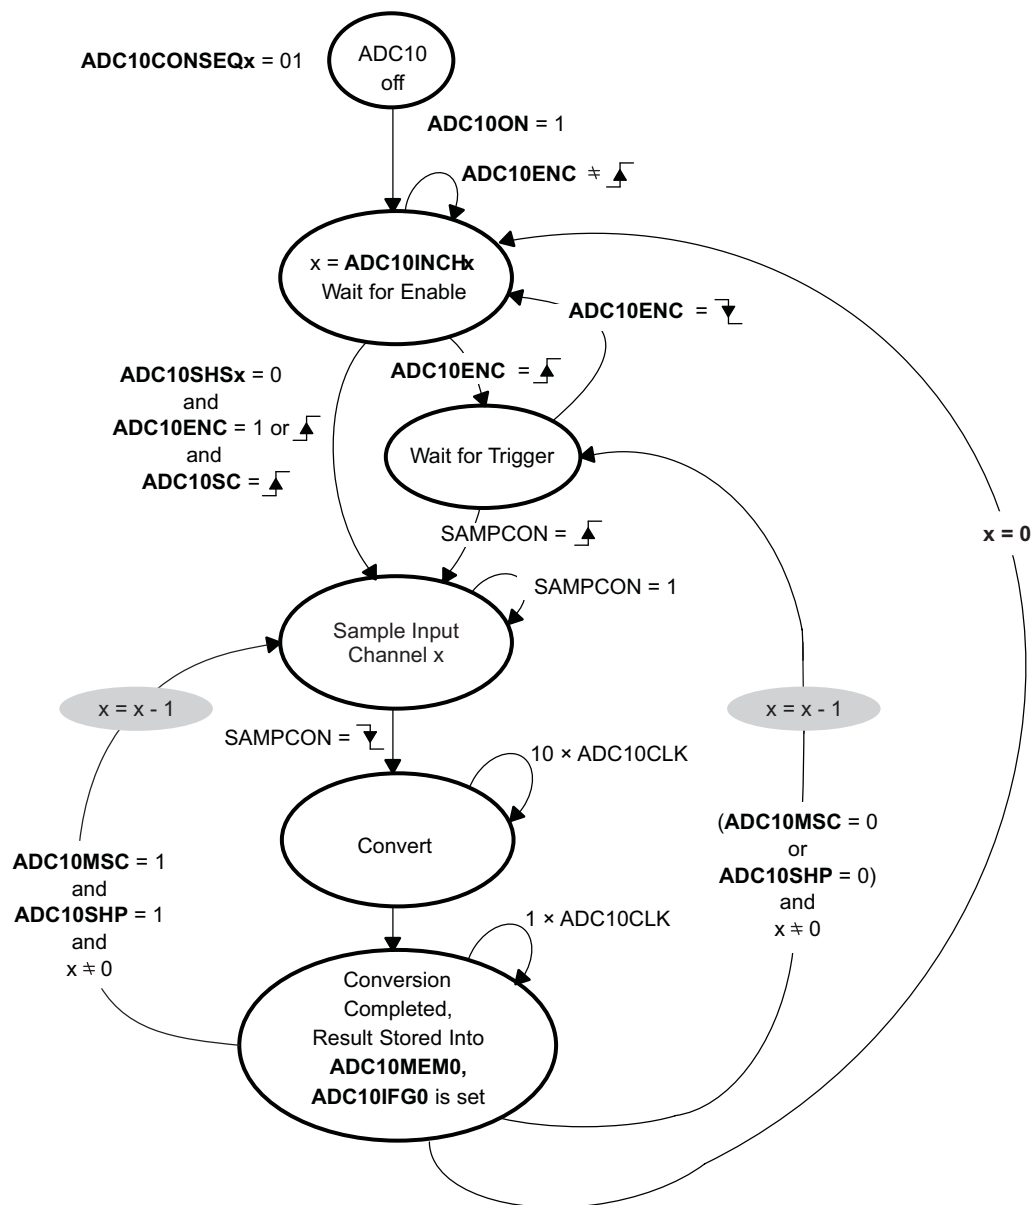 ADC10CONSEQx = 01
ADC10
off
ADC10ON = 1
ADC10ENC ≠
x = ADC10INCHx
Wait for Enable
ADC10ENC =
ADC10SHSx = 0
and
ADC10ENC = 1 or
and
ADC10SC =
ADC10ENC =
Wait for Trigger
SAMPCON =
x = 0
SAMPCON = 1
Sample Input
Channel x
x = x - 1
x = x - 1
SAMPCON =
10 × ADC10CLK
Convert
ADC10MSC = 1
and
ADC10SHP = 1
and
x ≠ 0
(ADC10MSC = 0
or
ADC10SHP = 0)
and
x ≠ 0
1 × ADC10CLK
Conversion
Completed,
Result Stored Into
ADC10MEM0,
ADC10IFG0 is set